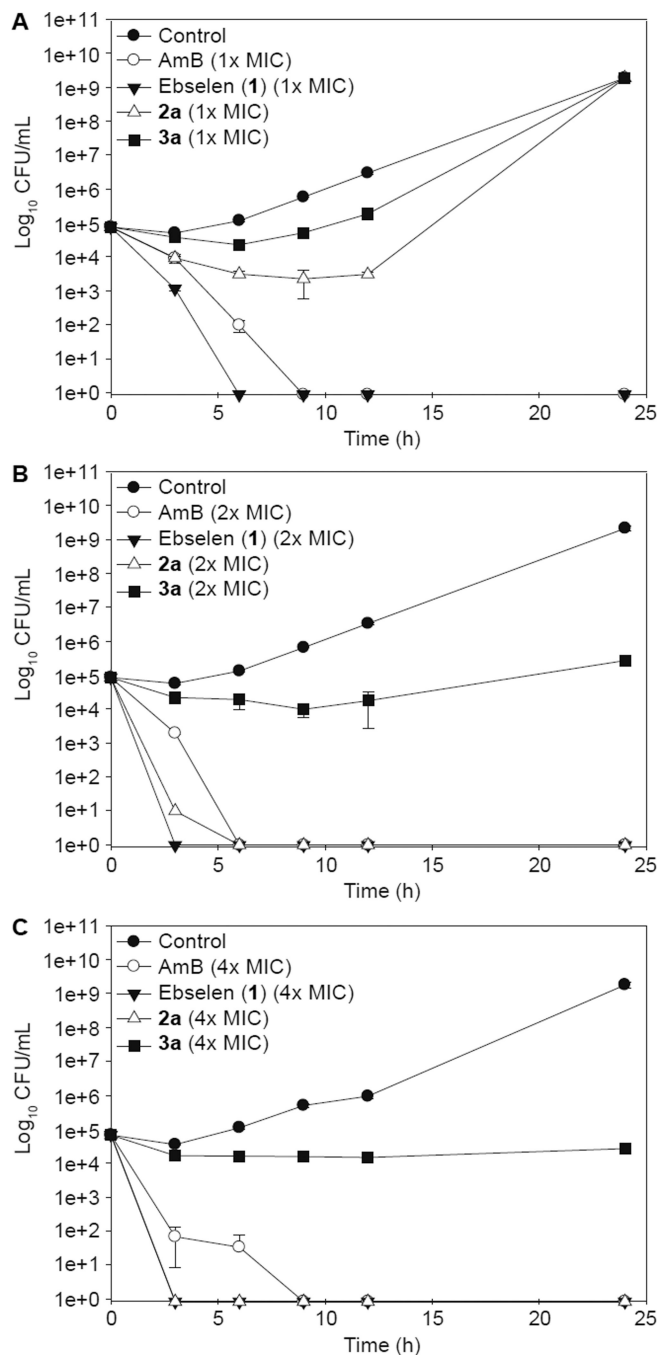 A
1e+11
1e+10
1e+9
1e+8
1e+7
1e+6
1e+5
1e+4
1e+3
1e+2
1e+1
1e+0
Log₁₀ CFU/mL
Control
AmB (1x MIC)
Ebselen (1) (1x MIC)
2a (1x MIC)
3a (1x MIC)
0 5 10 15 20 25
Time (h)
B
1e+11
1e+10
1e+9
1e+8
1e+7
1e+6
1e+5
1e+4
1e+3
1e+2
1e+1
1e+0
Log₁₀ CFU/mL
Control
AmB (2x MIC)
Ebselen (1) (2x MIC)
2a (2x MIC)
3a (2x MIC)
0 5 10 15 20 25
Time (h)
C
1e+11
1e+10
1e+9
1e+8
1e+7
1e+6
1e+5
1e+4
1e+3
1e+2
1e+1
1e+0
Log₁₀ CFU/mL
Control
AmB (4x MIC)
Ebselen (1) (4x MIC)
2a (4x MIC)
3a (4x MIC)
0 5 10 15 20 25
Time (h)